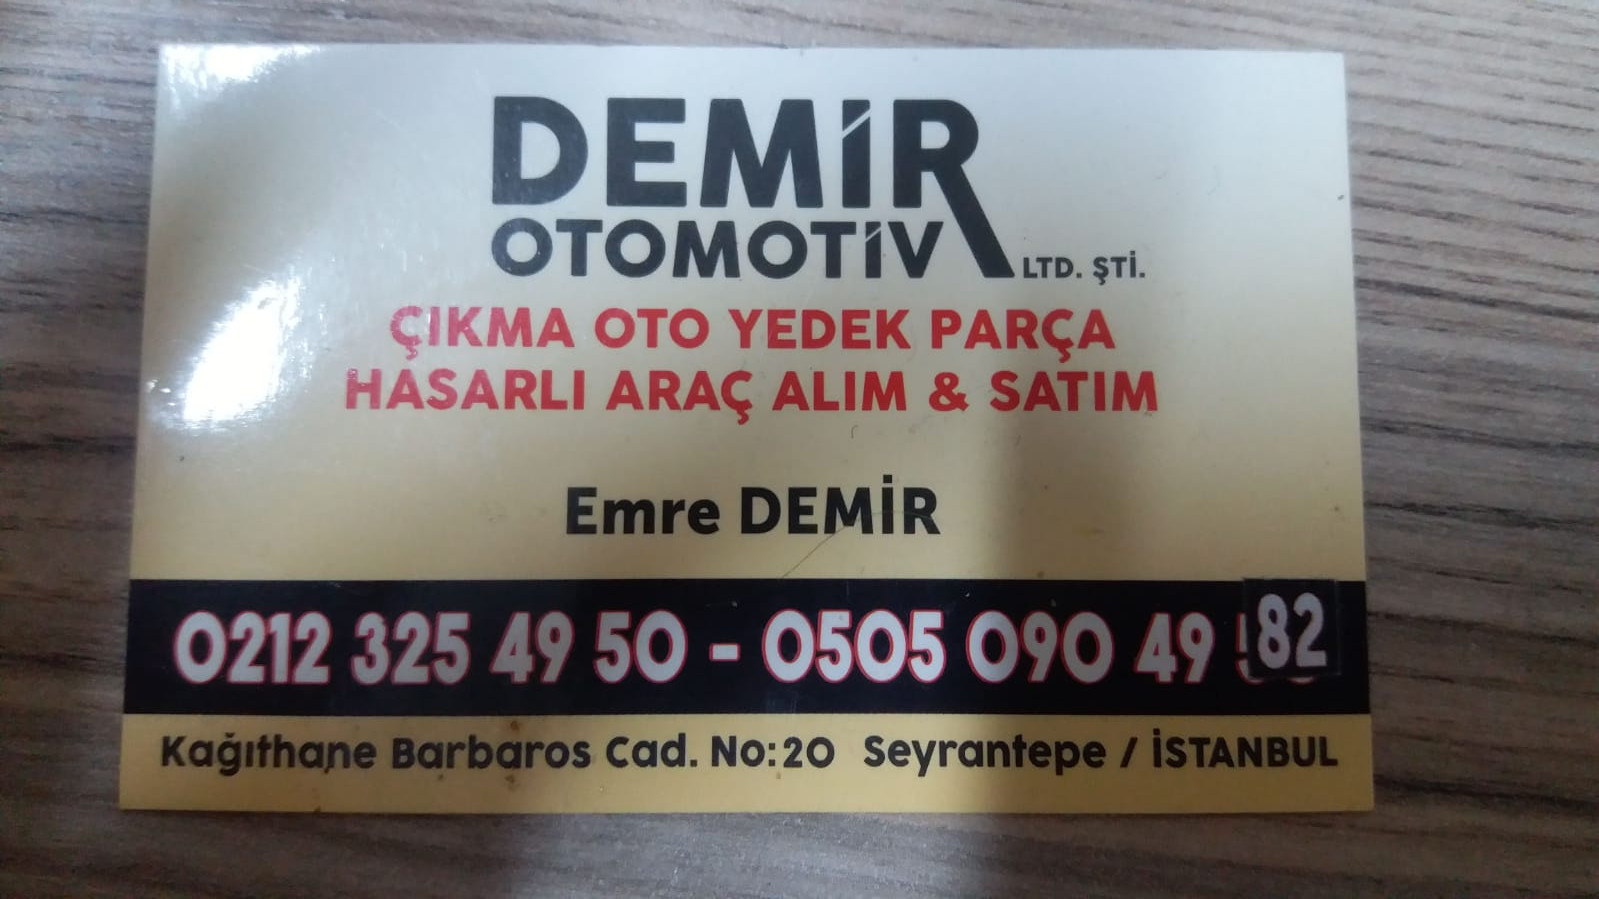 DEMİR
OTOMOTİV LTD. ŞTİ.
ÇIKMA OTO YEDEK PARÇA
HASARLI ARAÇ ALIM & SATIM
Emre DEMİR
0212 325 49 50 - 0505 090 49 82
Kağıthane Barbaros Cad. No:20 Seyrantepe / İSTANBUL